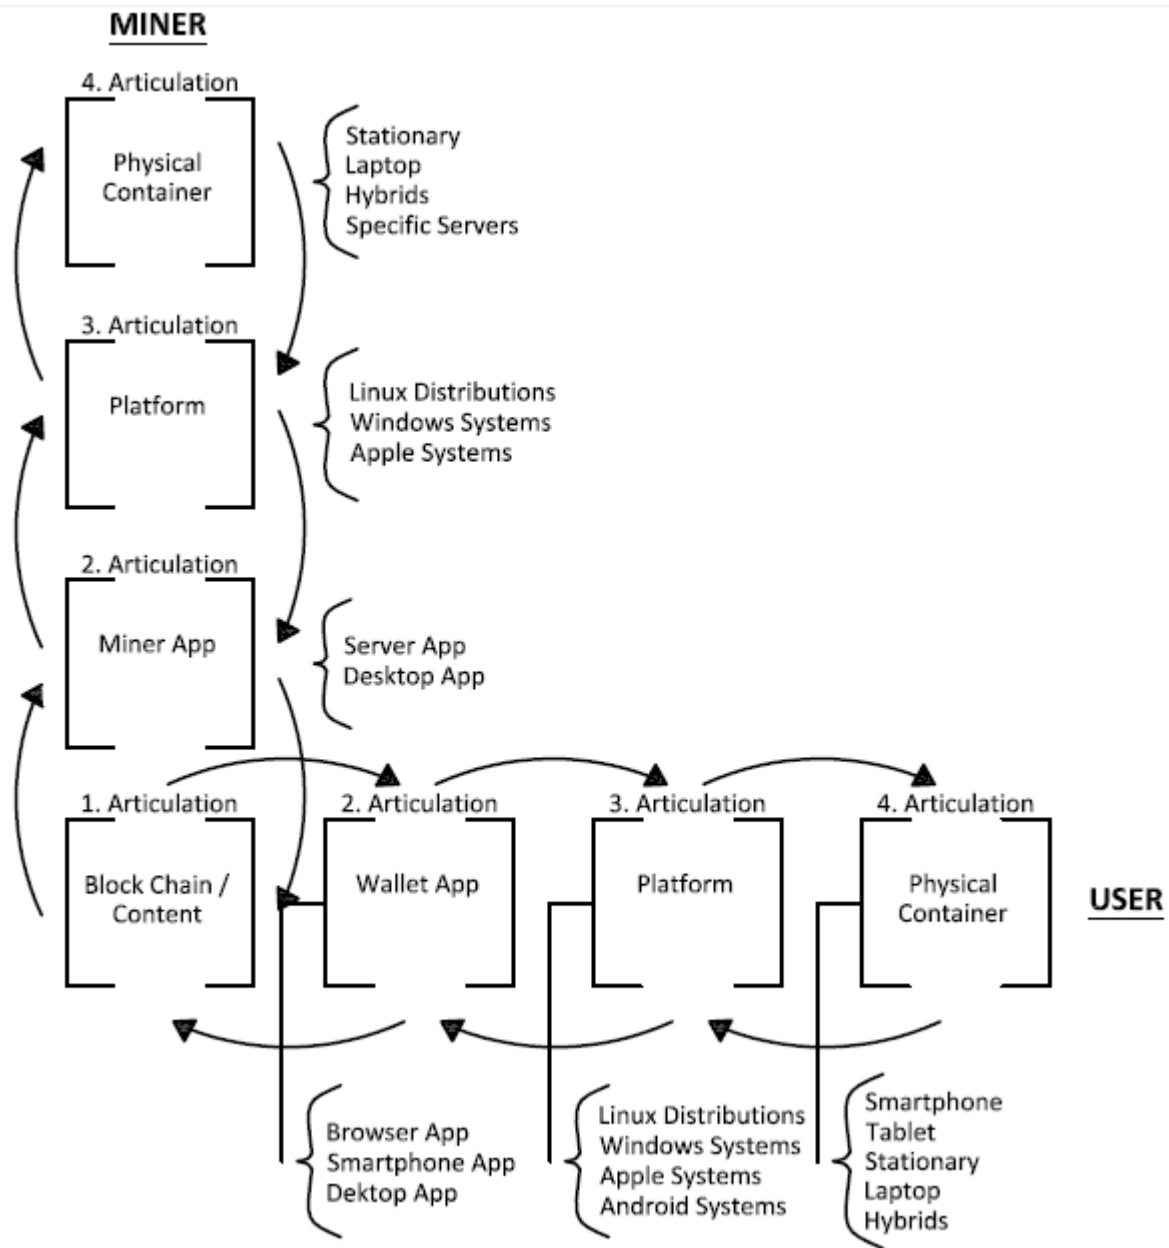 MINER
4. Articulation
Physical
Container
Stationary
Laptop
Hybrids
Specific Servers
3. Articulation
Platform
Linux Distributions
Windows Systems
Apple Systems
2. Articulation
Miner App
Server App
Desktop App
1. Articulation
Block Chain /
Content
2. Articulation
Wallet App
3. Articulation
Platform
4. Articulation
Physical
Container
USER
Browser App
Smartphone App
Dektop App
Linux Distributions
Windows Systems
Apple Systems
Android Systems
Smartphone
Tablet
Stationary
Laptop
Hybrids